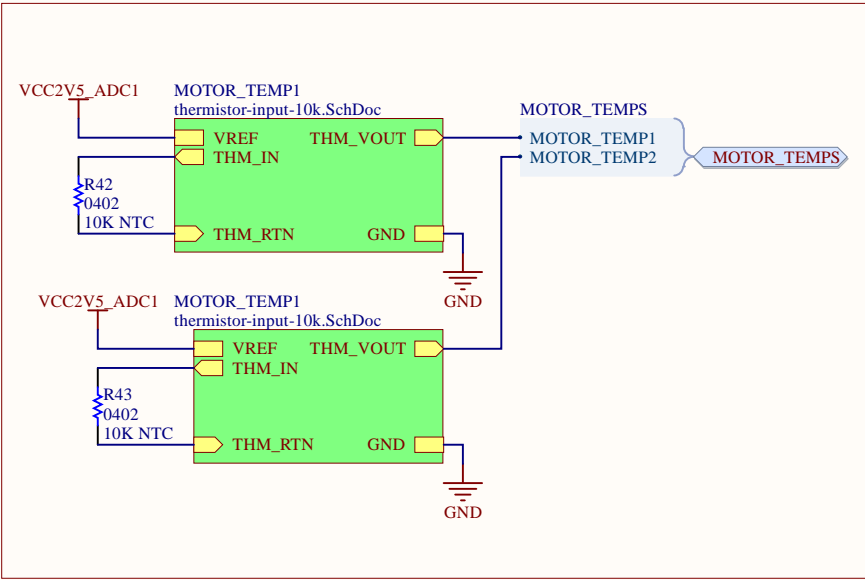 VCC2V5_ADC1
MOTOR_TEMP1
thermistor-input-10k.SchDoc
VREF
THM_VOUT
THM_IN
R42
0402
10K NTC
THM_RTN
GND
GND
MOTOR_TEMPS
MOTOR_TEMP1
MOTOR_TEMP2
MOTOR_TEMPS
VCC2V5_ADC1
MOTOR_TEMP1
thermistor-input-10k.SchDoc
VREF
THM_VOUT
THM_IN
R43
0402
10K NTC
THM_RTN
GND
GND